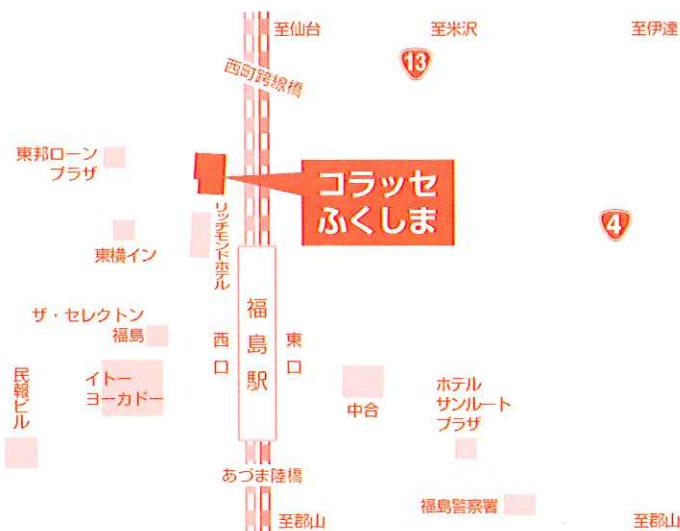 至仙台
至米沢
至伊達
13
西町跨線橋
東邦ローン
プラザ
コラッセ
ふくしま
リッチモンドホテル
4
東横イン
ザ・セレクトン
福島
西口
福島駅
東口
民報ビル
イトー
ヨーカドー
中合
ホテル
サンルート
プラザ
あづま陸橋
福島警察署
至郡山
至郡山